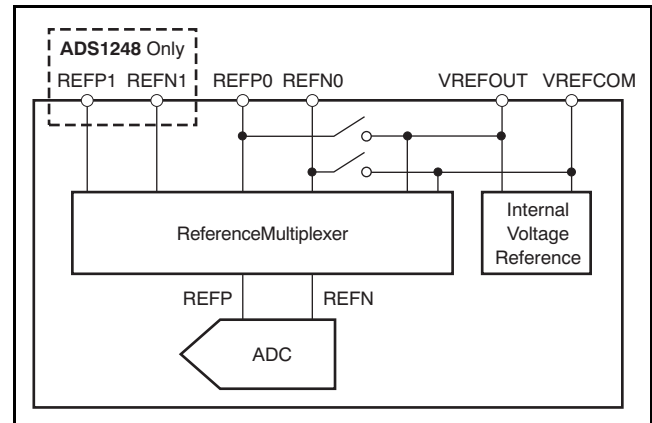 ADS1248 Only
REFP1 REFN1 REFP0 REFN0 VREFOUT VREFCOM
ReferenceMultiplexer
Internal
Voltage
Reference
REFP REFN
ADC